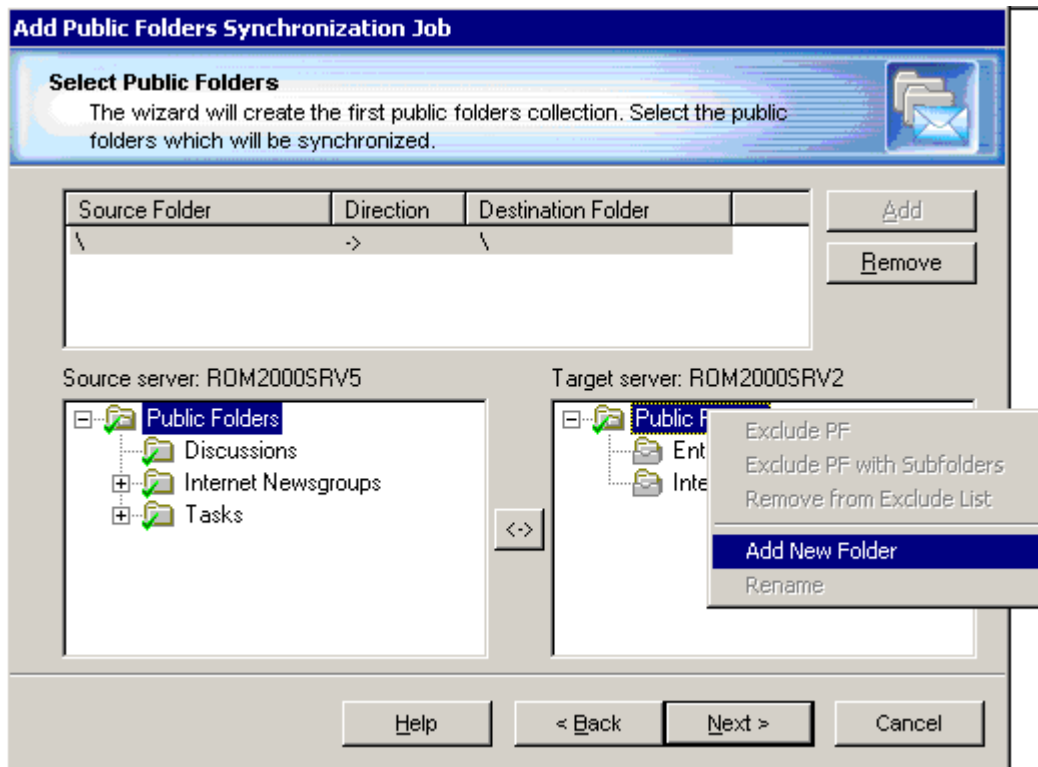 Add Public Folders Synchronization Job
Select Public Folders
The wizard will create the first public folders collection. Select the public
folders which will be synchronized.
Source Folder Direction Destination Folder
\ -> \
Add
Remove
Source server: ROM2000SRV5
Public Folders
Discussions
Internet Newsgroups
Tasks
<->
Target server: ROM2000SRV2
Public
Exclude PF
Exclude PF with Subfolders
Remove from Exclude List
Add New Folder
Rename
Help
< Back
Next >
Cancel